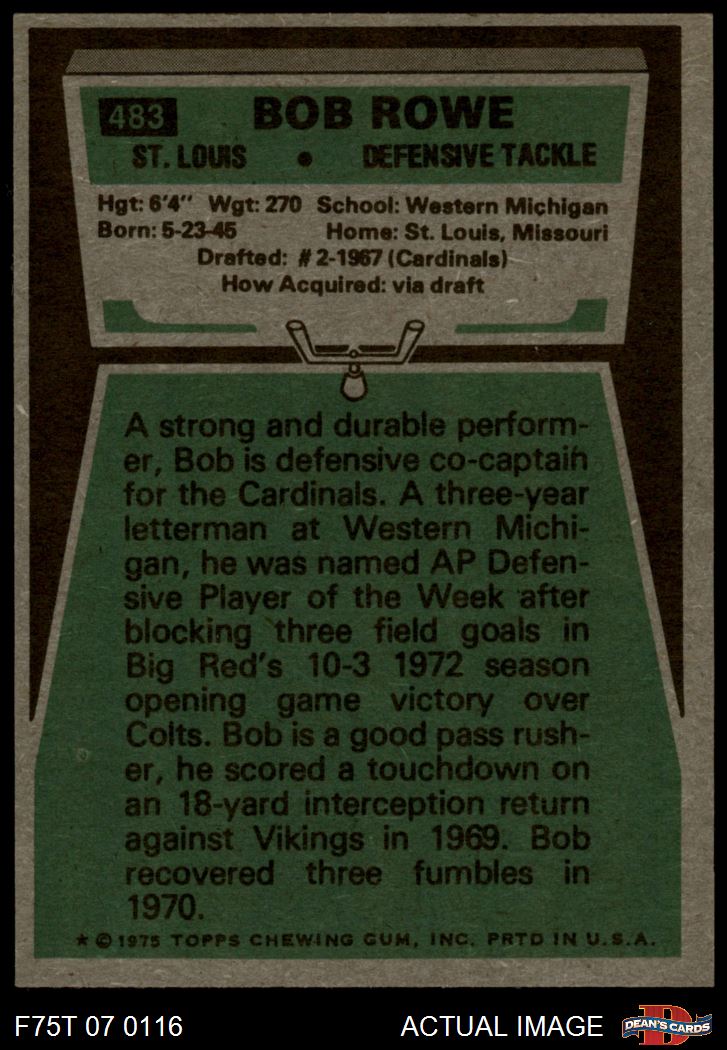 483 BOB ROWE
ST. LOUIS • DEFENSIVE TACKLE
Hgt: 6'4" Wgt: 270 School: Western Michigan
Born: 5-23-45 Home: St. Louis, Missouri
Drafted: #2-1967 (Cardinals)
How Acquired: via draft
A strong and durable perform-
er, Bob is defensive co-captain
for the Cardinals. A three-year
letterman at Western Michi-
gan, he was named AP Defen-
sive Player of the Week after
blocking three field goals in
Big Red's 10-3 1972 season
opening game victory over
Colts. Bob is a good pass rush-
er, he scored a touchdown on
an 18-yard interception return
against Vikings in 1969. Bob
recovered three fumbles in
1970.
★ © 1975 TOPPS CHEWING GUM, INC. PRTD IN U.S.A.
F75T 07 0116 ACTUAL IMAGE DEAN'S CARDS